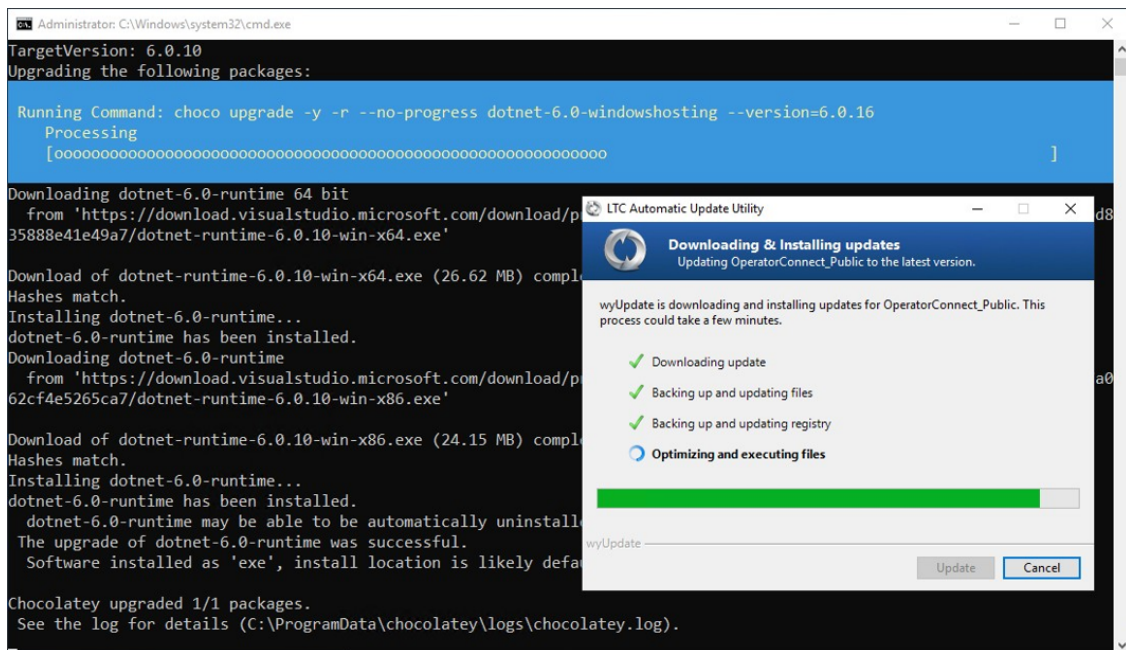 Administrator: C:\Windows\system32\cmd.exe
TargetVersion: 6.0.10
Upgrading the following packages:
Running Command: choco upgrade -y -r --no-progress dotnet-6.0-windowshosting --version=6.0.16
Processing
[oooooooooooooooooooooooooooooooooooooooooooooooooooooooooooo ]
Downloading dotnet-6.0-runtime 64 bit
from 'https://download.visualstudio.microsoft.com/download/p d8
35888e41e49a7/dotnet-runtime-6.0.10-win-x64.exe'
Download of dotnet-runtime-6.0.10-win-x64.exe (26.62 MB) compl
Hashes match.
Installing dotnet-6.0-runtime...
dotnet-6.0-runtime has been installed.
Downloading dotnet-6.0-runtime
from 'https://download.visualstudio.microsoft.com/download/p a0
62cf4e5265ca7/dotnet-runtime-6.0.10-win-x86.exe'
Download of dotnet-runtime-6.0.10-win-x86.exe (24.15 MB) compl
Hashes match.
Installing dotnet-6.0-runtime...
dotnet-6.0-runtime has been installed.
dotnet-6.0-runtime may be able to be automatically uninstall
The upgrade of dotnet-6.0-runtime was successful.
Software installed as 'exe', install location is likely defa
Chocolatey upgraded 1/1 packages.
See the log for details (C:\ProgramData\chocolatey\logs\chocolatey.log).
LTC Automatic Update Utility
Downloading & Installing updates
Updating OperatorConnect_Public to the latest version.
wyUpdate is downloading and installing updates for OperatorConnect_Public. This
process could take a few minutes.
Downloading update
Backing up and updating files
Backing up and updating registry
Optimizing and executing files
wyUpdate
Update
Cancel